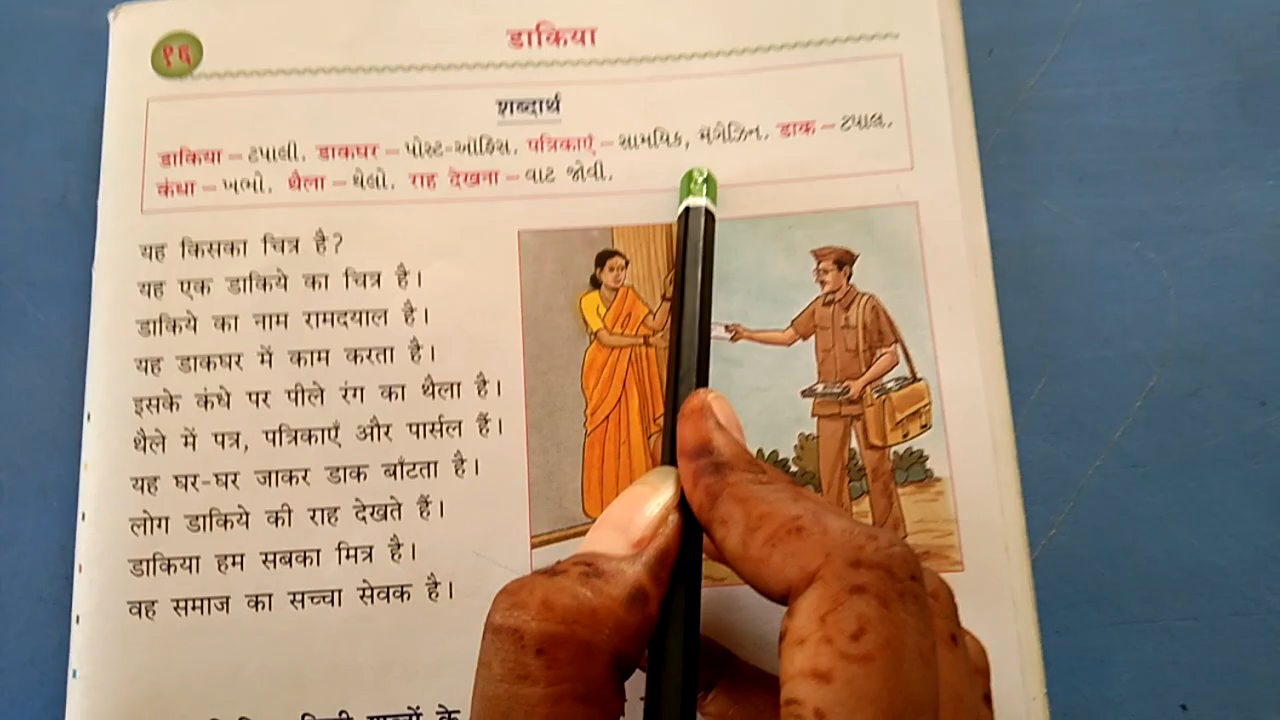 १६
डाकिया
शब्दार्थ
डाकिया – ટપાલી. डाकघर – પોસ્ટ-ઑફિસ. पत्रिकाएँ – સામયિક, મૅગેઝિન. डाक – ટપાલ.
कंधा – ખભો. थैला – થેલો. राह देखना – વાટ જોવી.
यह किसका चित्र है?
यह एक डाकिये का चित्र है।
डाकिये का नाम रामदयाल है।
यह डाकघर में काम करता है।
इसके कंधे पर पीले रंग का थैला है।
थैले में पत्र, पत्रिकाएँ और पार्सल हैं।
यह घर-घर जाकर डाक बाँटता है।
लोग डाकिये की राह देखते हैं।
डाकिया हम सबका मित्र है।
वह समाज का सच्चा सेवक है।